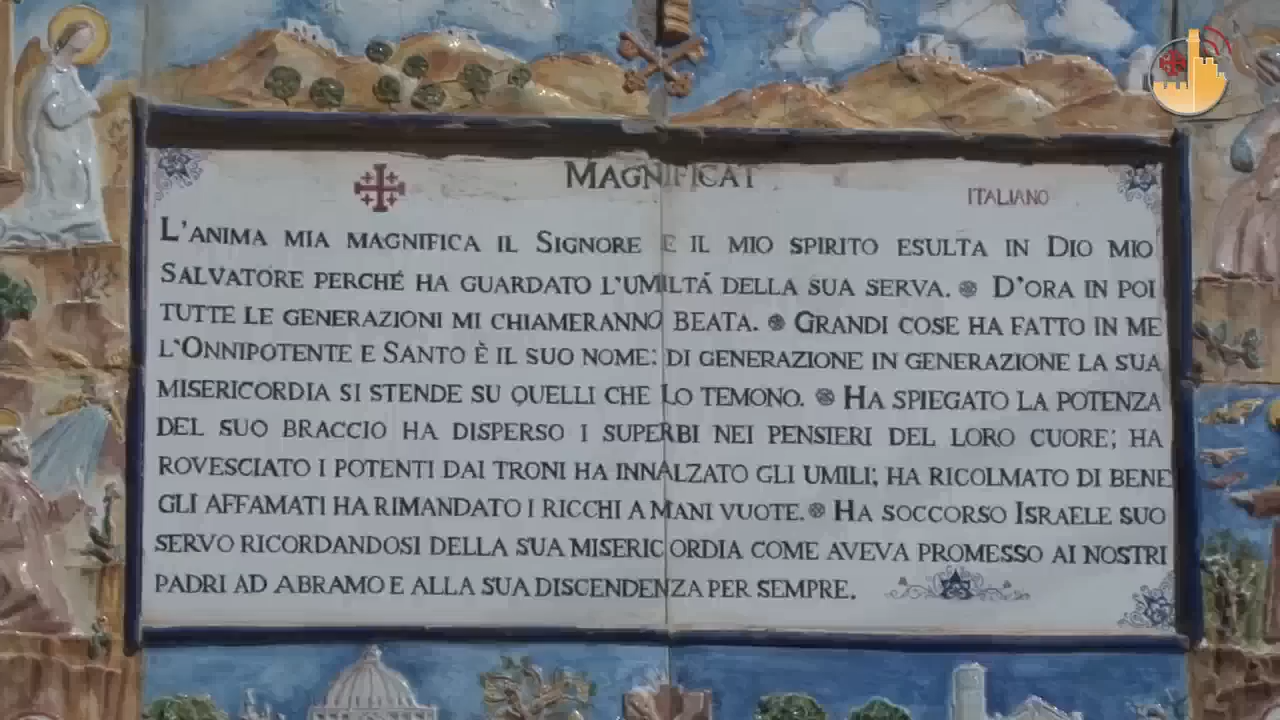 MAGNIFICAT
ITALIANO
L'ANIMA MIA MAGNIFICA IL SIGNORE E IL MIO SPIRITO ESULTA IN DIO MIO
SALVATORE PERCHÉ HA GUARDATO L'UMILTÁ DELLA SUA SERVA. D'ORA IN POI
TUTTE LE GENERAZIONI MI CHIAMERANNO BEATA. GRANDI COSE HA FATTO IN ME
L'ONNIPOTENTE E SANTO È IL SUO NOME: DI GENERAZIONE IN GENERAZIONE LA SUA
MISERICORDIA SI STENDE SU QUELLI CHE LO TEMONO. HA SPIEGATO LA POTENZA
DEL SUO BRACCIO HA DISPERSO I SUPERBI NEI PENSIERI DEL LORO CUORE; HA
ROVESCIATO I POTENTI DAI TRONI HA INNALZATO GLI UMILI; HA RICOLMATO DI BENE
GLI AFFAMATI HA RIMANDATO I RICCHI A MANI VUOTE. HA SOCCORSO ISRAELE SUO
SERVO RICORDANDOSI DELLA SUA MISERICORDIA COME AVEVA PROMESSO AI NOSTRI
PADRI AD ABRAMO E ALLA SUA DISCENDENZA PER SEMPRE.